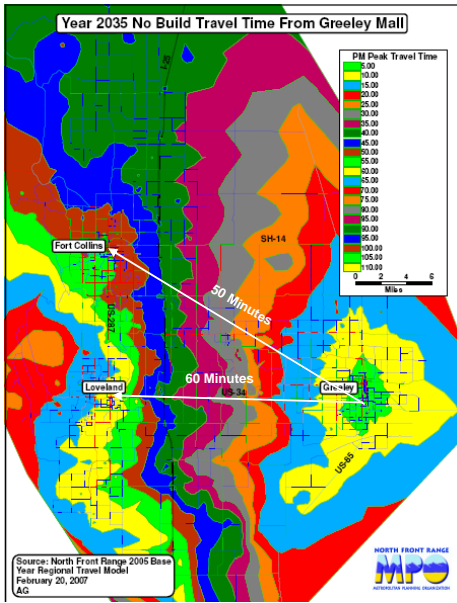 Year 2035 No Build Travel Time From Greeley Mall
I-25
PM Peak Travel Time
5.00
10.00
15.00
20.00
25.00
30.00
35.00
40.00
45.00
50.00
55.00
60.00
65.00
70.00
75.00
80.00
85.00
90.00
95.00
100.00
105.00
110.00
0 2 4 6
Miles
SH-14
Fort Collins
50 Minutes
US-287
60 Minutes
Loveland
US-34
Greeley
US-65
Source: North Front Range 2005 Base
Year Regional Travel Model
February 20, 2007
AG
NORTH FRONT RANGE
MPO
METROPOLITAN PLANNING ORGANIZATION